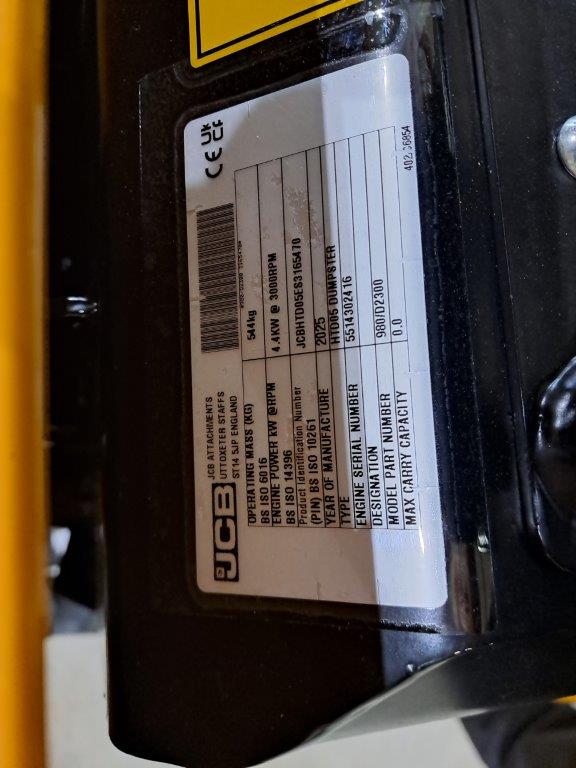 JCB
JCB ATTACHMENTS
UTTOXETER STAFFS
ST14 5JP ENGLAND
CE UK CA
OPERATING MASS (KG)
BS ISO 6016 544kg
ENGINE POWER kW @RPM
BS ISO 14396 4.4KW @ 3000RPM
Product Identification Number
(PIN) BS ISO 10261 JCBHTD05ES3165470
YEAR OF MANUFACTURE 2025
TYPE HTD05 DUMPSTER
ENGINE SERIAL NUMBER 5514302416
DESIGNATION
MODEL PART NUMBER 980/D2300
MAX CARRY CAPACITY 0.0